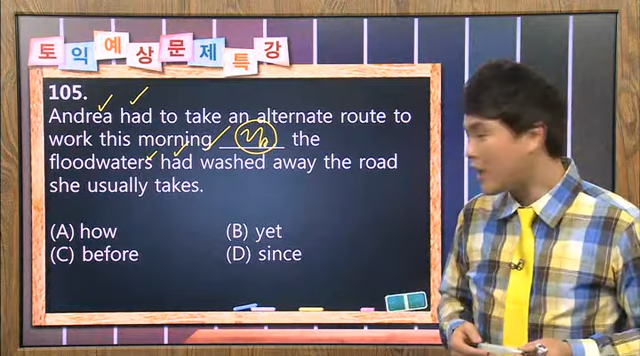 토익예상문제특강
105.
Andrea had to take an alternate route to
work this morning ______ the
floodwaters had washed away the road
she usually takes.
(A) how (B) yet
(C) before (D) since